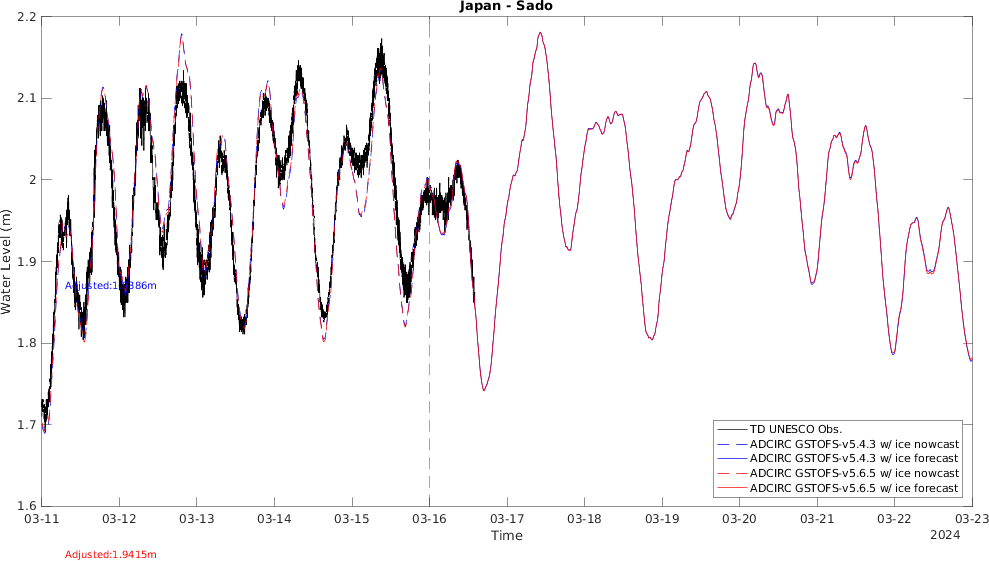 Japan - Sado
2.2
2.1
2
1.9
1.8
1.7
1.6
Water Level (m)
03-11 03-12 03-13 03-14 03-15 03-16 03-17 03-18 03-19 03-20 03-21 03-22 03-23
Time
2024
TD UNESCO Obs.
ADCIRC GSTOFS-v5.4.3 w/ ice nowcast
ADCIRC GSTOFS-v5.4.3 w/ ice forecast
ADCIRC GSTOFS-v5.6.5 w/ ice nowcast
ADCIRC GSTOFS-v5.6.5 w/ ice forecast
Adjusted:1.9415m